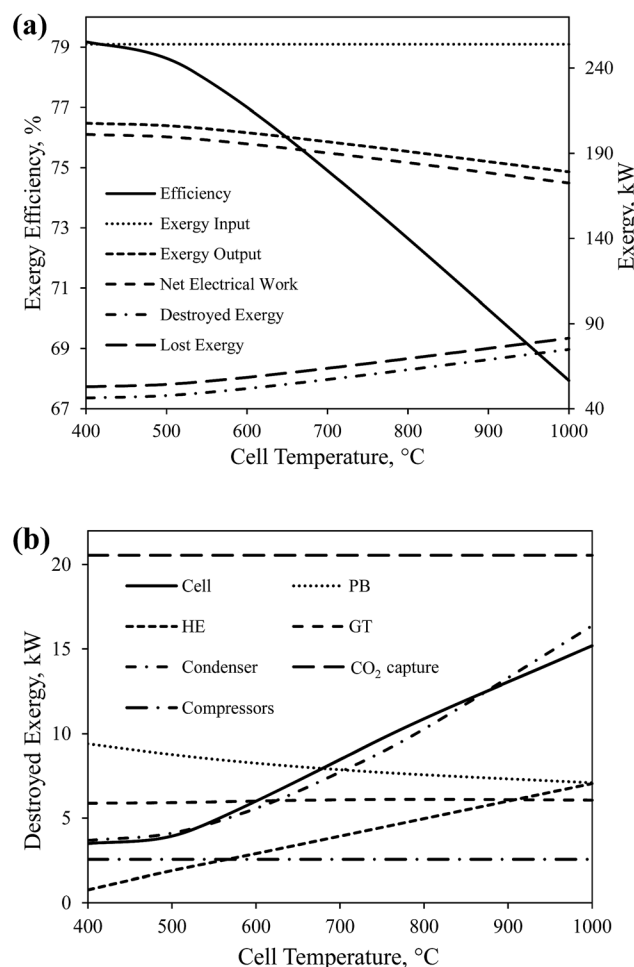 (a)
Exergy Efficiency, %
79
77
75
73
71
69
67
Efficiency
Exergy Input
Exergy Output
Net Electrical Work
Destroyed Exergy
Lost Exergy
240
190
140
90
40
Exergy, kW
400 500 600 700 800 900 1000
Cell Temperature, °C
(b)
Destroyed Exergy, kW
20
15
10
5
0
Cell PB
HE GT
Condenser CO₂ capture
Compressors
400 500 600 700 800 900 1000
Cell Temperature, °C